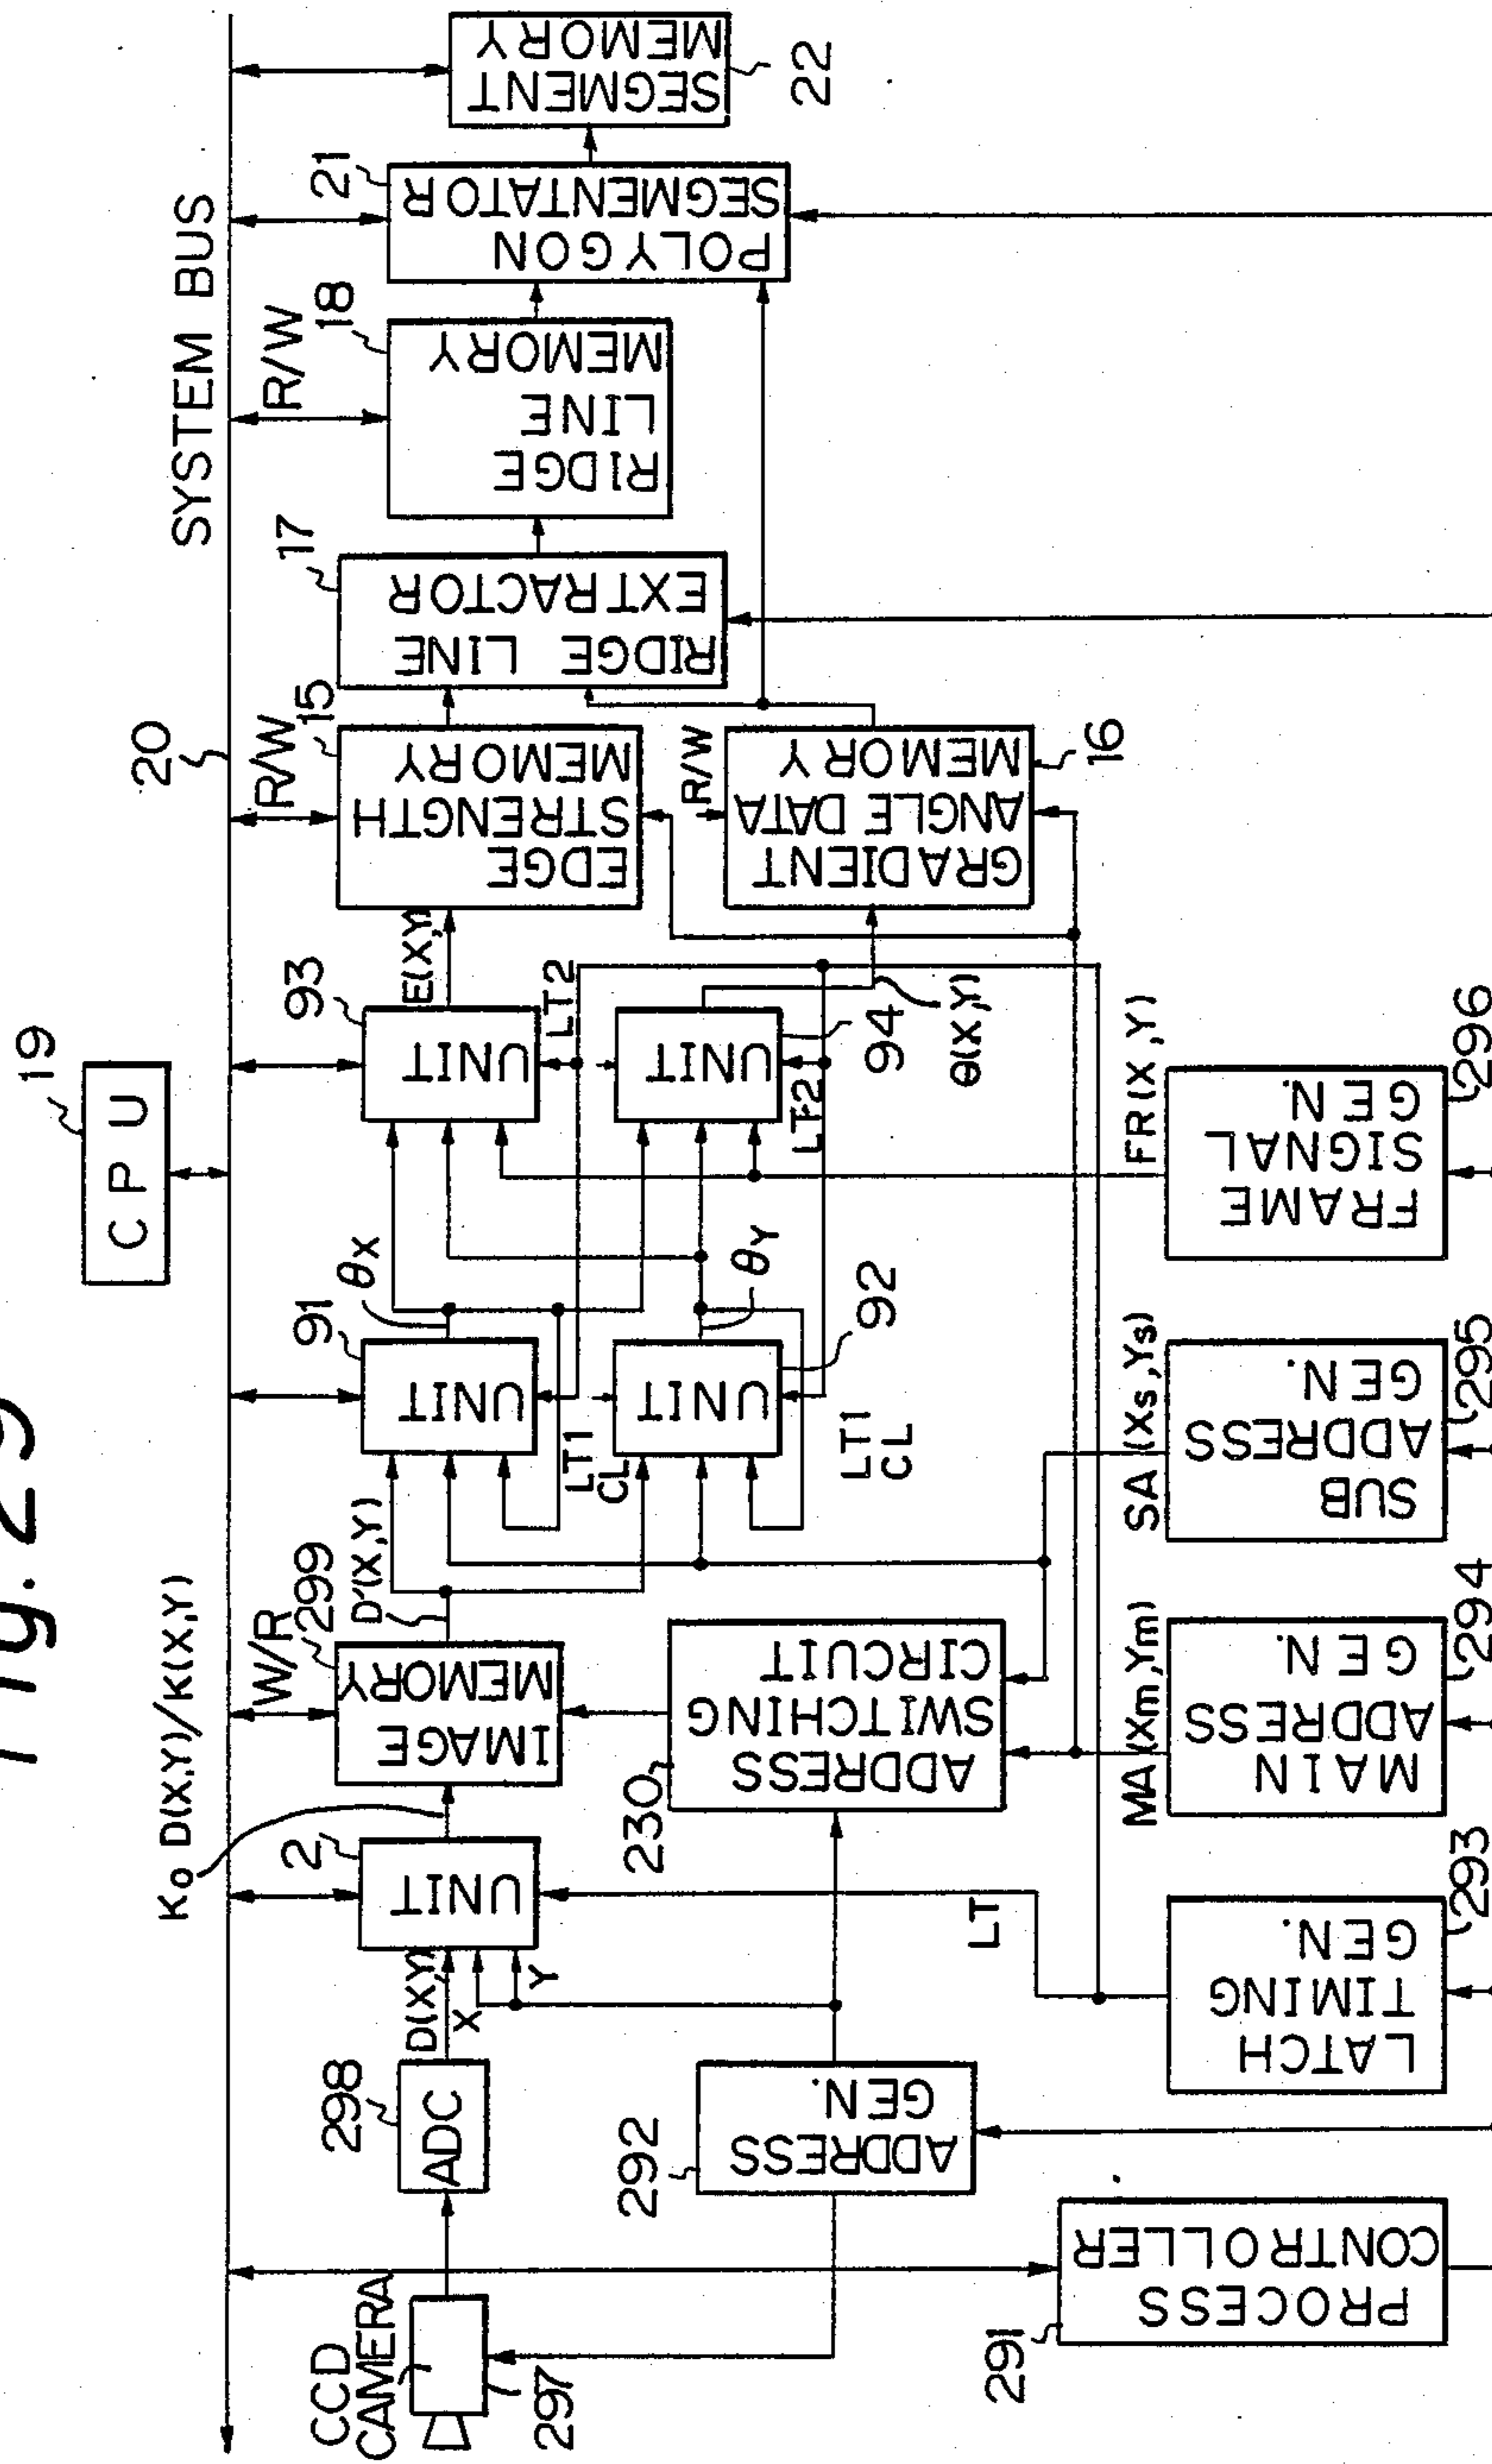 Fig. 29
19
CPU
20
SYSTEM BUS
K0 D(X,Y)/K(X,Y)
CCD
CAMERA
297
298
ADC
D(X,Y)
X
Y
2
UNIT
W/R
299
IMAGE
MEMORY
D'(X,Y)
91
UNIT
θX
LT1
CL
93
UNIT
E(X,Y)
LT2
R/W
15
EDGE
STRENGTH
MEMORY
17
RIDGE LINE
EXTRACTOR
R/W
18
RIDGE
LINE
MEMORY
21
POLYGON
SEGMENTATOR
SEGMENT
MEMORY
22
292
ADDRESS
GEN.
230
ADDRESS
SWITCHING
CIRCUIT
UNIT
92
θY
LT1
CL
UNIT
94
LT2
θ(X,Y)
R/W
GRADIENT
ANGLE DATA
MEMORY
16
291
PROCESS
CONTROLLER
LT
LATCH
TIMING
GEN.
293
MA (Xm,Ym)
MAIN
ADDRESS
GEN.
294
SA (Xs,Ys)
SUB
ADDRESS
GEN.
295
FR(X,Y)
FRAME
SIGNAL
GEN.
296